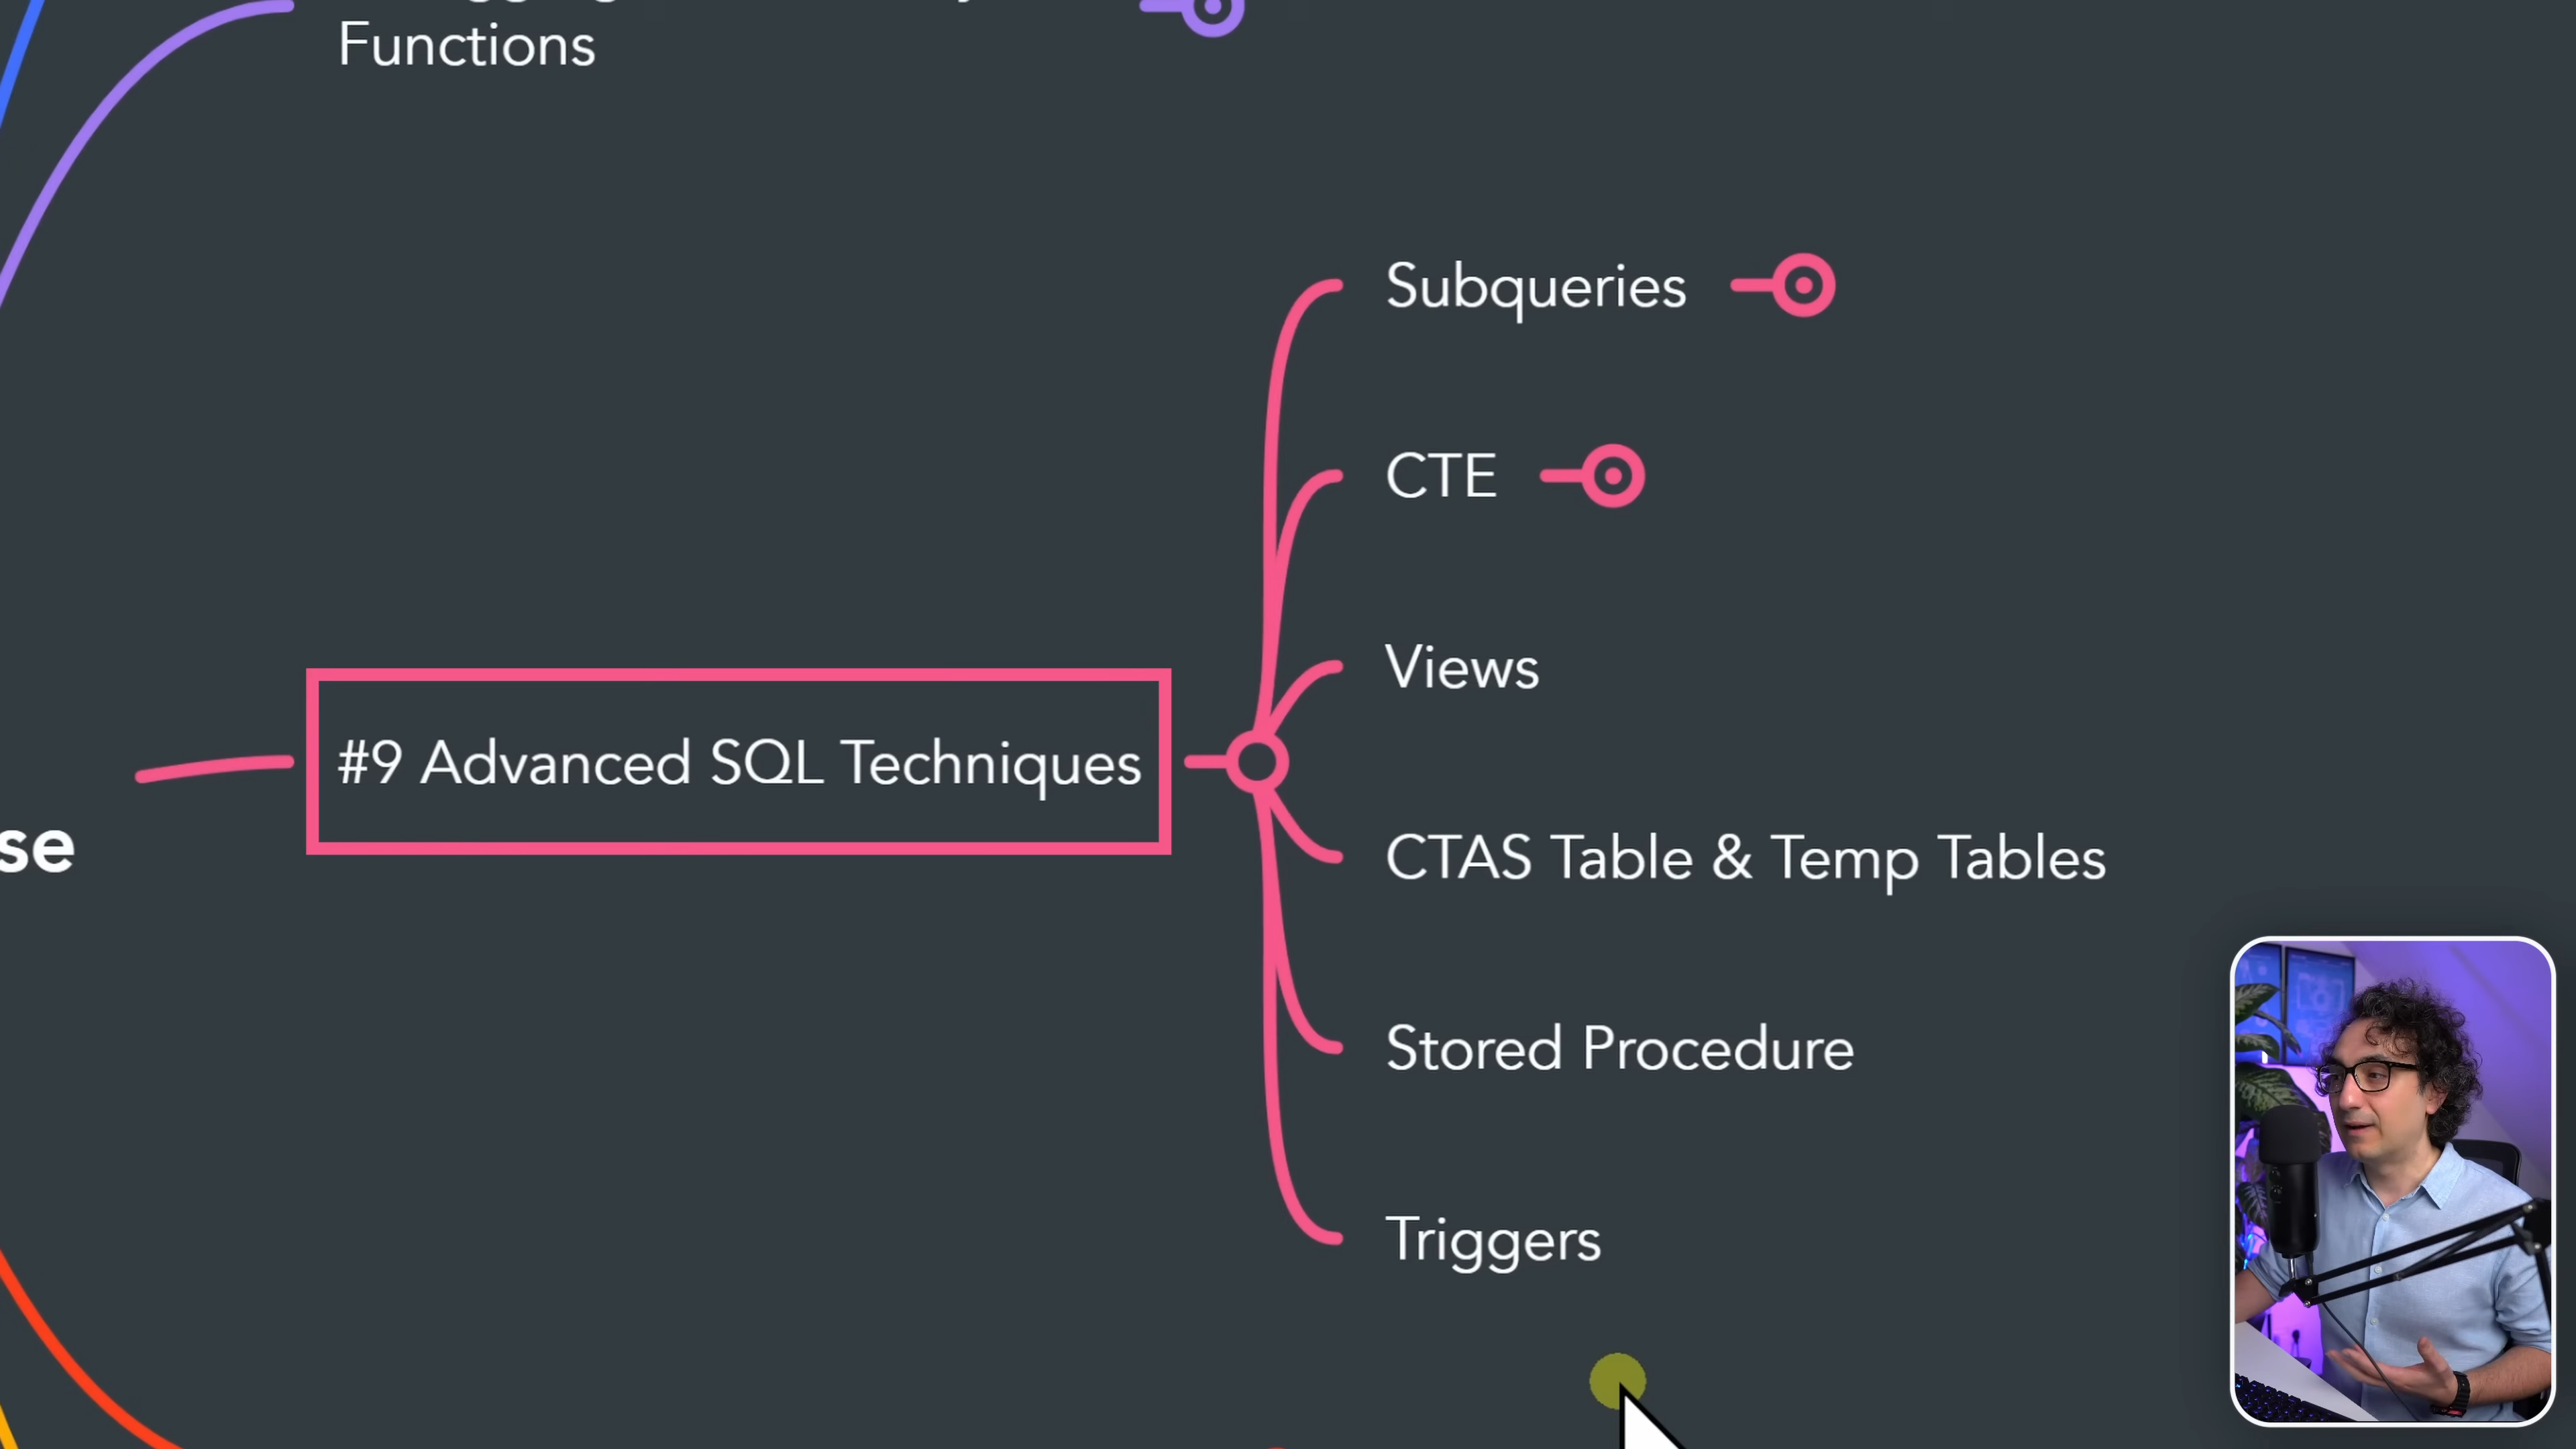 Functions
Subqueries
CTE
Views
#9 Advanced SQL Techniques
se
CTAS Table & Temp Tables
Stored Procedure
Triggers